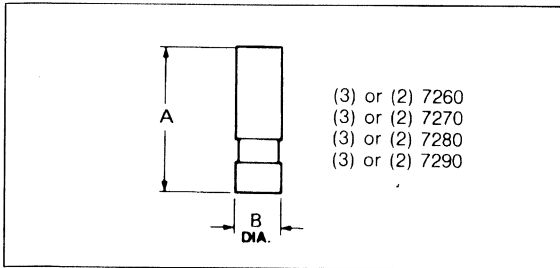 A
B
DIA.
(3) or (2) 7260
(3) or (2) 7270
(3) or (2) 7280
(3) or (2) 7290